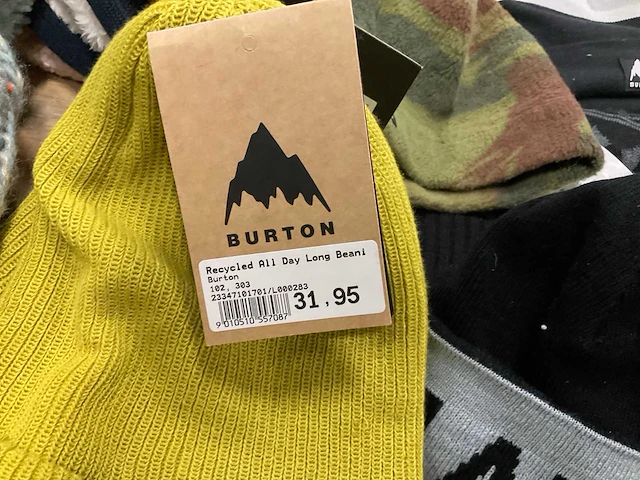 BURTON
Recycled All Day Long Beani
Burton
102, 303
23347101701/L000283
31,95
9 010510 557087